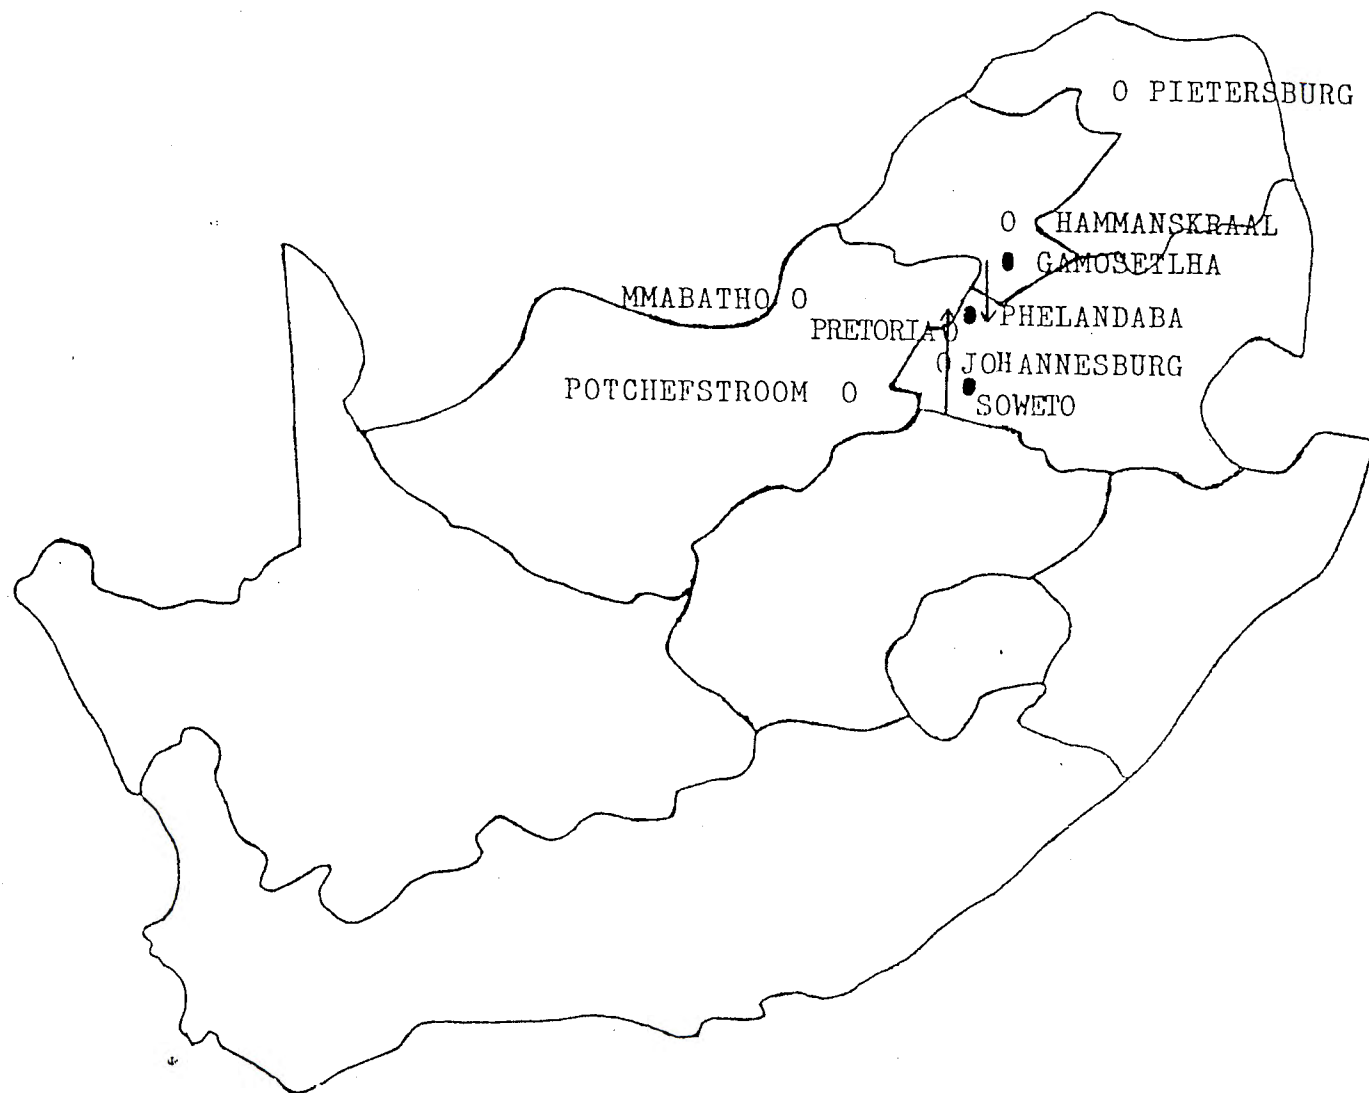 O PIETERSBURG
O HAMMANSKRAAL
GAMOSETLHA
MMABATHO O
PHELANDABA
PRETORIA O
O JOHANNESBURG
POTCHEFSTROOM O
SOWETO